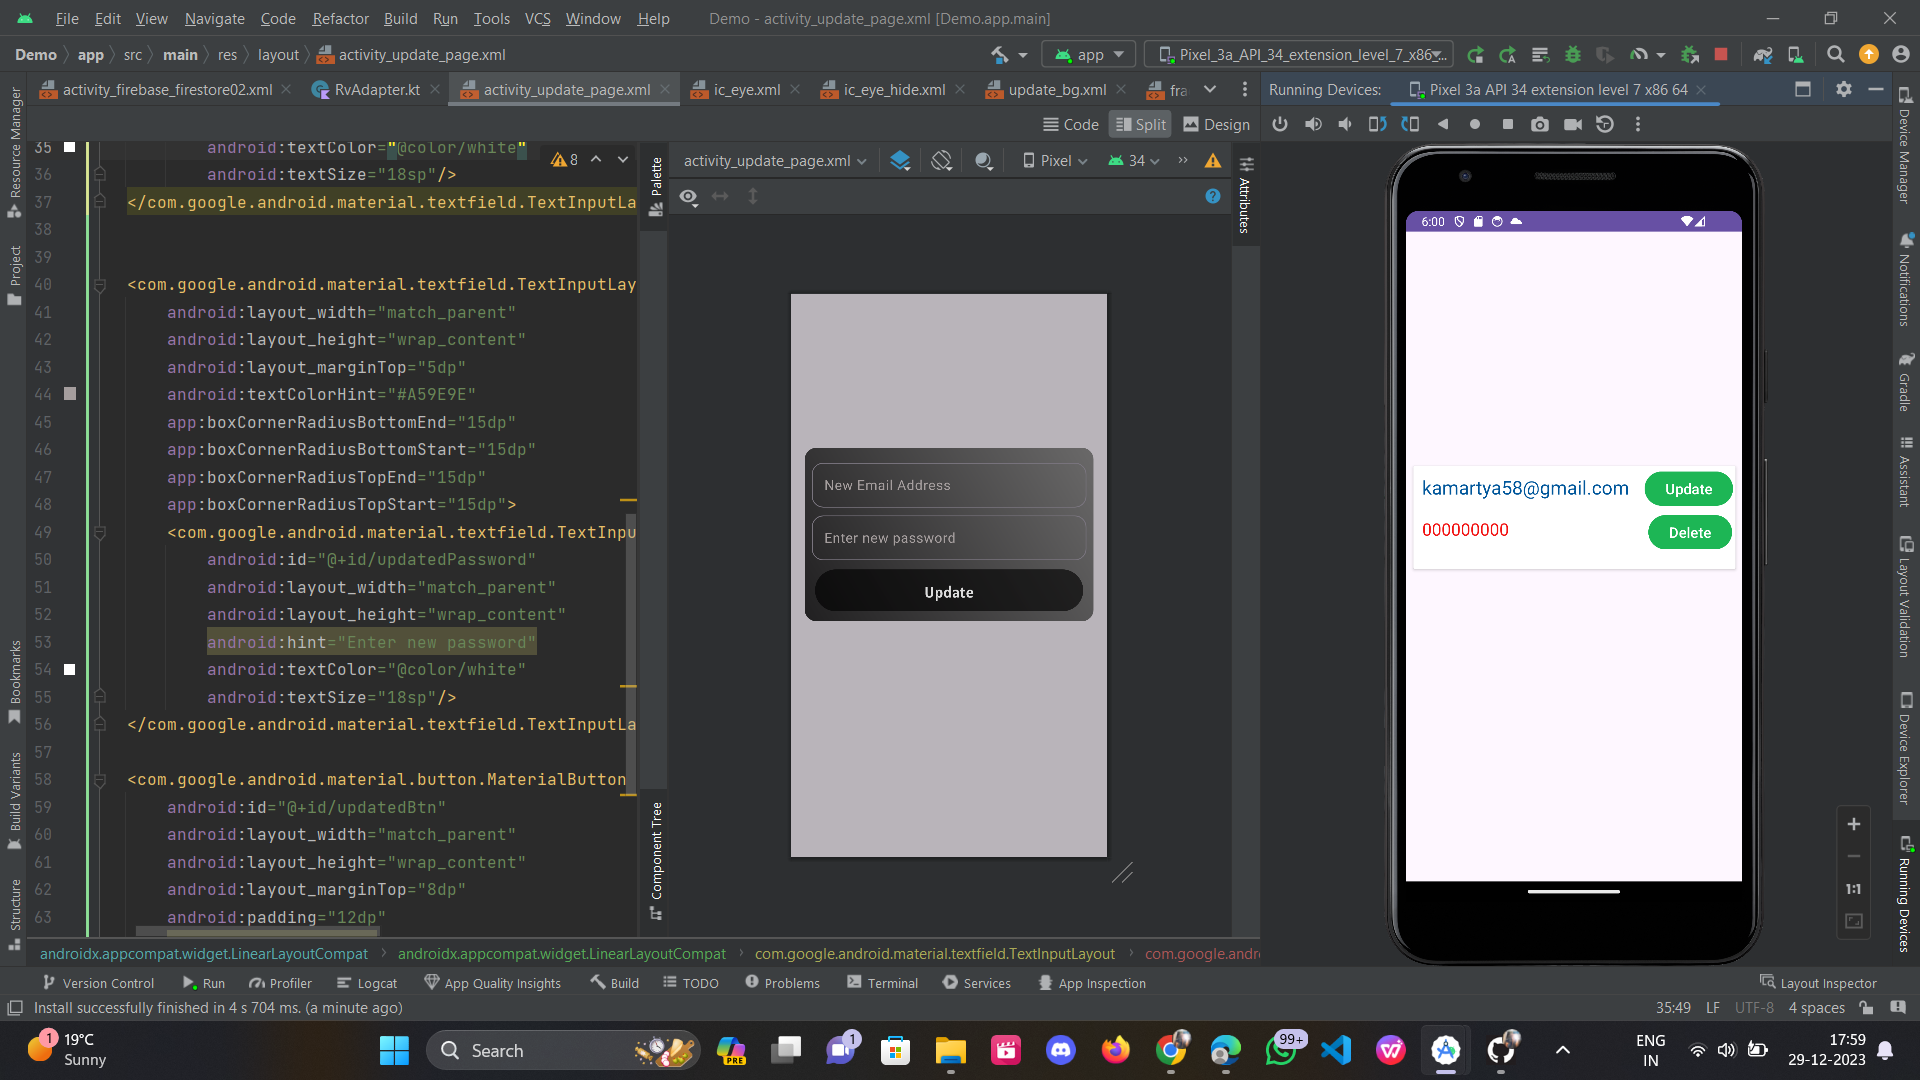 File Edit View Navigate Code Refactor Build Run Tools VCS Window Help Demo - activity_update_page.xml [Demo.app.main]
Demo app src main res layout activity_update_page.xml app Pixel_3a_API_34_extension_level_7_x86...
activity_firebase_firestore02.xml RvAdapter.kt activity_update_page.xml ic_eye.xml ic_eye_hide.xml update_bg.xml fra Running Devices: Pixel 3a API 34 extension level 7 x86 64
Code Split Design
activity_update_page.xml Pixel 34
Resource Manager
Project
Bookmarks
Build Variants
Structure
8
35 android:textColor="@color/white"
36 android:textSize="18sp"/>
37 </com.google.android.material.textfield.TextInputLa
38
39
40 <com.google.android.material.textfield.TextInputLay
41 android:layout_width="match_parent"
42 android:layout_height="wrap_content"
43 android:layout_marginTop="5dp"
44 android:textColorHint="#A59E9E"
45 app:boxCornerRadiusBottomEnd="15dp"
46 app:boxCornerRadiusBottomStart="15dp"
47 app:boxCornerRadiusTopEnd="15dp"
48 app:boxCornerRadiusTopStart="15dp">
49 <com.google.android.material.textfield.TextInpu
50 android:id="@+id/updatedPassword"
51 android:layout_width="match_parent"
52 android:layout_height="wrap_content"
53 android:hint="Enter new password"
54 android:textColor="@color/white"
55 android:textSize="18sp"/>
56 </com.google.android.material.textfield.TextInputLa
57
58 <com.google.android.material.button.MaterialButton
59 android:id="@+id/updatedBtn"
60 android:layout_width="match_parent"
61 android:layout_height="wrap_content"
62 android:layout_marginTop="8dp"
63 android:padding="12dp"
Palette
Component Tree
Attributes
New Email Address
Enter new password
Update
6:00
kamartya58@gmail.com Update
000000000 Delete
1:1
Device Manager
Notifications
Gradle
Assistant
Layout Validation
Device Explorer
Running Devices
androidx.appcompat.widget.LinearLayoutCompat androidx.appcompat.widget.LinearLayoutCompat com.google.android.material.textfield.TextInputLayout com.google.andr
Version Control Run Profiler Logcat App Quality Insights Build TODO Problems Terminal Services App Inspection Layout Inspector
Install successfully finished in 4 s 704 ms. (a minute ago) 35:49 LF UTF-8 4 spaces
1 19°C
Sunny
Search
PRE
1
99+
ENG
IN
17:59
29-12-2023